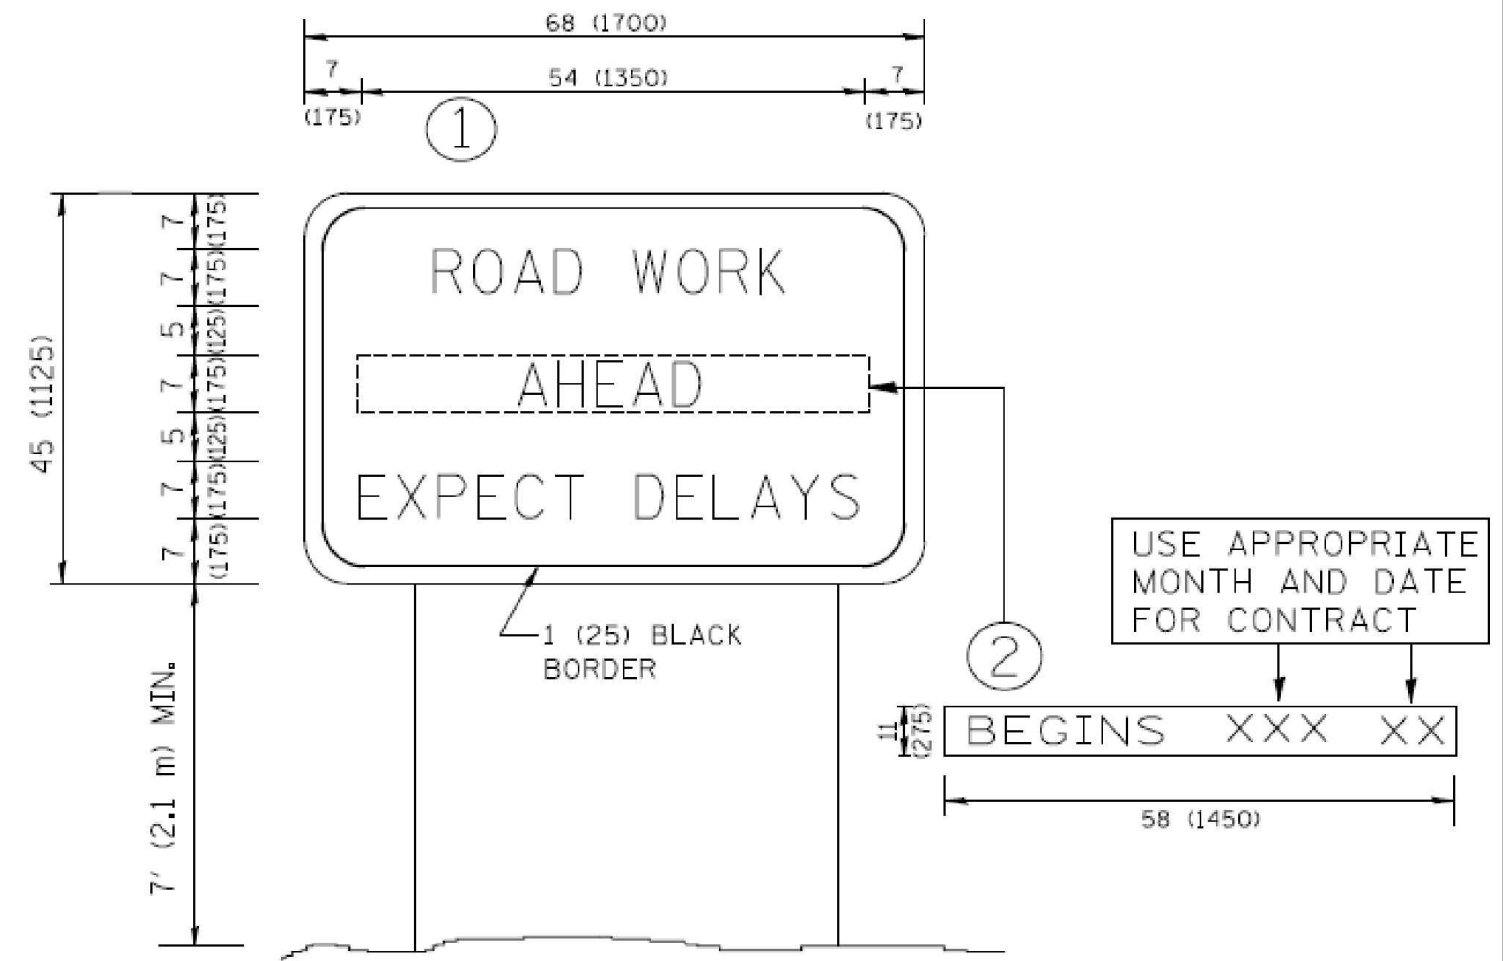 68 (1700)
7
54 (1350)
7
(175)
(175)
1
7
(175)
7
(175)
5
(125)
7
(175)
5
(125)
7
(175)
7
(175)
45 (1125)
ROAD WORK
AHEAD
EXPECT DELAYS
1 (25) BLACK
BORDER
7' (2.1 m) MIN.
2
USE APPROPRIATE
MONTH AND DATE
FOR CONTRACT
11
(275)
BEGINS XXX XX
58 (1450)